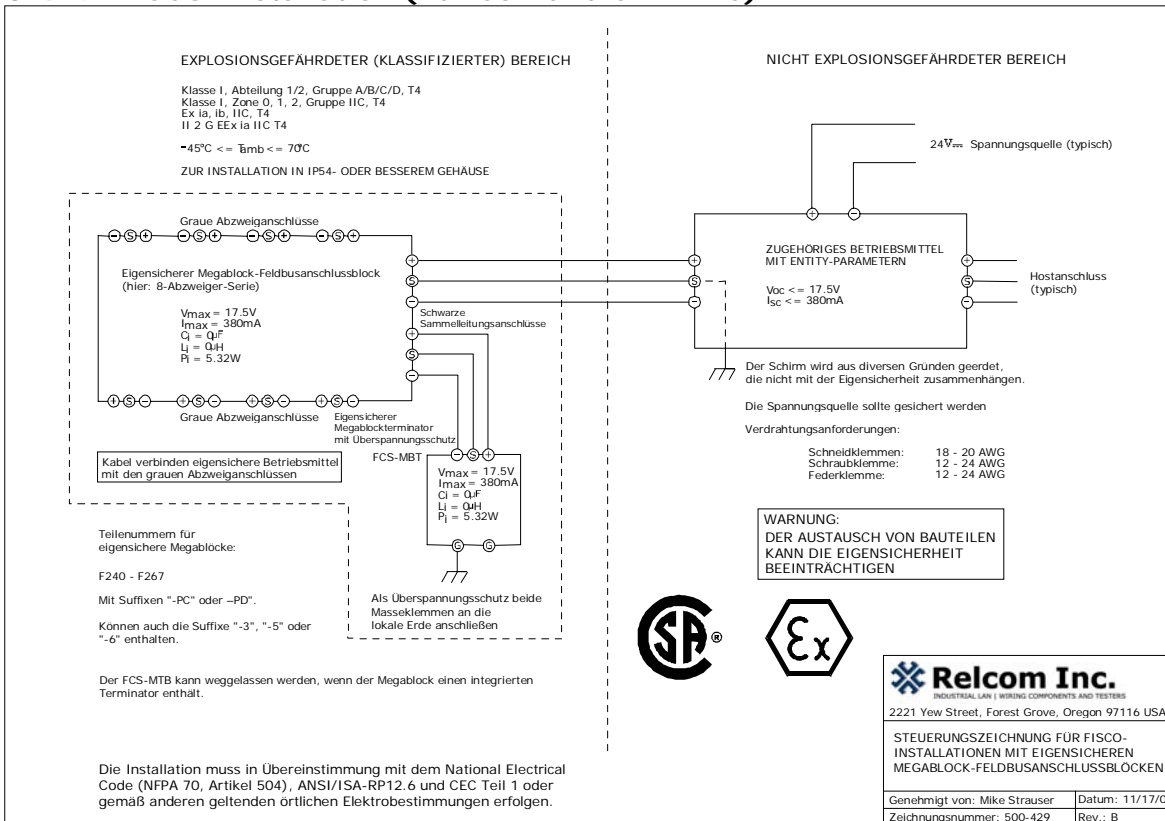 EXPLOSIONSGEFÄHRDETER (KLASSIFIZIERTER) BEREICH
Klasse I, Abteilung 1/2, Gruppe A/B/C/D, T4
Klasse I, Zone 0, 1, 2, Gruppe IIC, T4
Ex ia, ib, IIC, T4
II 2 G EEx ia IIC T4
-45°C <= Tamb <= 70°C
ZUR INSTALLATION IN IP54- ODER BESSEREM GEHÄUSE
Graue Abzweiganschlüsse
- S + - S + - S + - S +
Eigensicherer Megablock-Feldbusanschlussblock
(hier: 8-Abzweiger-Serie)
Vmax = 17.5V
Imax = 380mA
Ci = 0µF
Li = 0µH
Pi = 5.32W
+
S
-
Schwarze
Sammelleitungsanschlüsse
+
S
-
+ S - + S - + S -
Graue Abzweiganschlüsse
Eigensicherer
Megablockterminator
mit Überspannungsschutz
Kabel verbinden eigensichere Betriebsmittel
mit den grauen Abzweiganschlüssen
FCS-MBT
- S +
Vmax = 17.5V
Imax = 380mA
Ci = 0µF
Li = 0µH
Pi = 5.32W
G G
Als Überspannungsschutz beide
Masseklemmen an die
lokale Erde anschließen
Teilenummern für
eigensichere Megablöcke:
F240 - F267
Mit Suffixen "-PC" oder –PD".
Können auch die Suffixe "-3", "-5" oder
"-6" enthalten.
Der FCS-MTB kann weggelassen werden, wenn der Megablock einen integrierten
Terminator enthält.
Die Installation muss in Übereinstimmung mit dem National Electrical
Code (NFPA 70, Artikel 504), ANSI/ISA-RP12.6 und CEC Teil 1 oder
gemäß anderen geltenden örtlichen Elektrobestimmungen erfolgen.
NICHT EXPLOSIONSGEFÄHRDETER BEREICH
24V Spannungsquelle (typisch)
+ -
ZUGEHÖRIGES BETRIEBSMITTEL
MIT ENTITY-PARAMETERN
Voc <= 17.5V
Isc <= 380mA
+
S
-
+
S
-
Hostanschluss
(typisch)
Der Schirm wird aus diversen Gründen geerdet,
die nicht mit der Eigensicherheit zusammenhängen.
Die Spannungsquelle sollte gesichert werden
Verdrahtungsanforderungen:
Schneidklemmen: 18 - 20 AWG
Schraubklemme: 12 - 24 AWG
Federklemme: 12 - 24 AWG
WARNUNG:
DER AUSTAUSCH VON BAUTEILEN
KANN DIE EIGENSICHERHEIT
BEEINTRÄCHTIGEN
SA ®
Ex
Relcom Inc.
INDUSTRIAL LAN | WIRING COMPONENTS AND TESTERS
2221 Yew Street, Forest Grove, Oregon 97116 USA
STEUERUNGSZEICHNUNG FÜR FISCO-
INSTALLATIONEN MIT EIGENSICHEREN
MEGABLOCK-FELDBUSANSCHLUSSBLÖCKEN
Genehmigt von: Mike Strauser
Datum: 11/17/0
Zeichnungsnummer: 500-429
Rev.: B